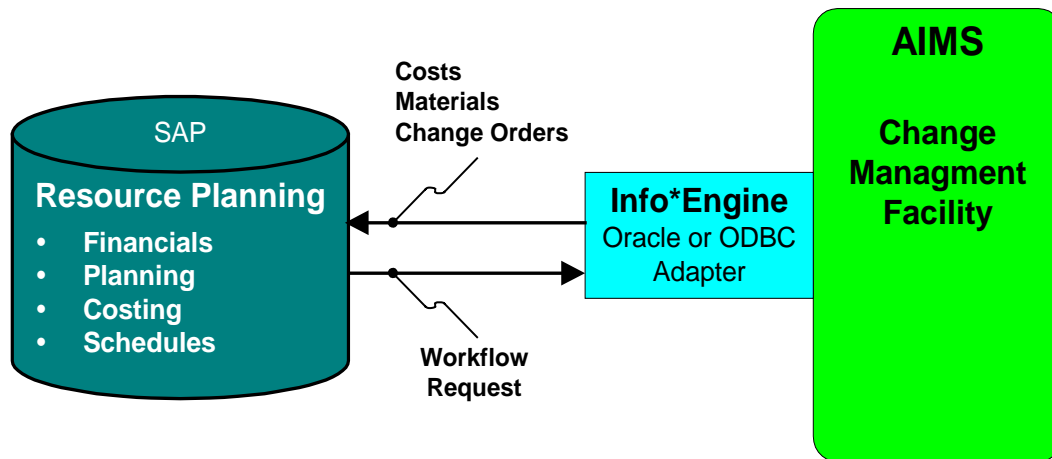 SAP
Resource Planning
• Financials
• Planning
• Costing
• Schedules
Costs
Materials
Change Orders
Workflow
Request
Info*Engine
Oracle or ODBC
Adapter
AIMS
Change
Managment
Facility